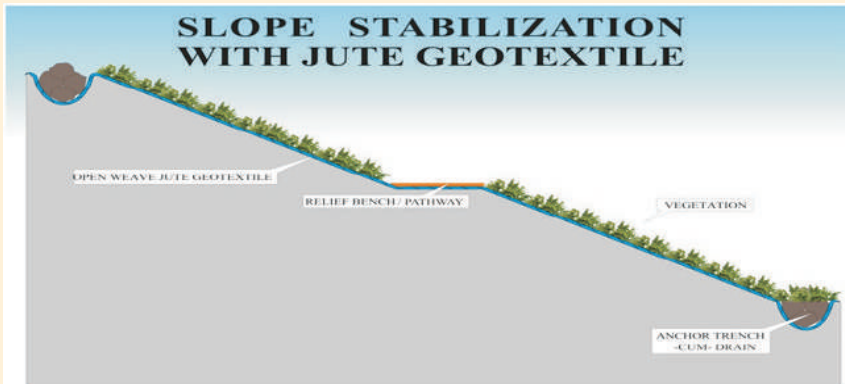 SLOPE STABILIZATION
WITH JUTE GEOTEXTILE
OPEN WEAVE JUTE GEOTEXTILE
RELIEF BENCH / PATHWAY
VEGETATION
ANCHOR TRENCH
-CUM- DRAIN